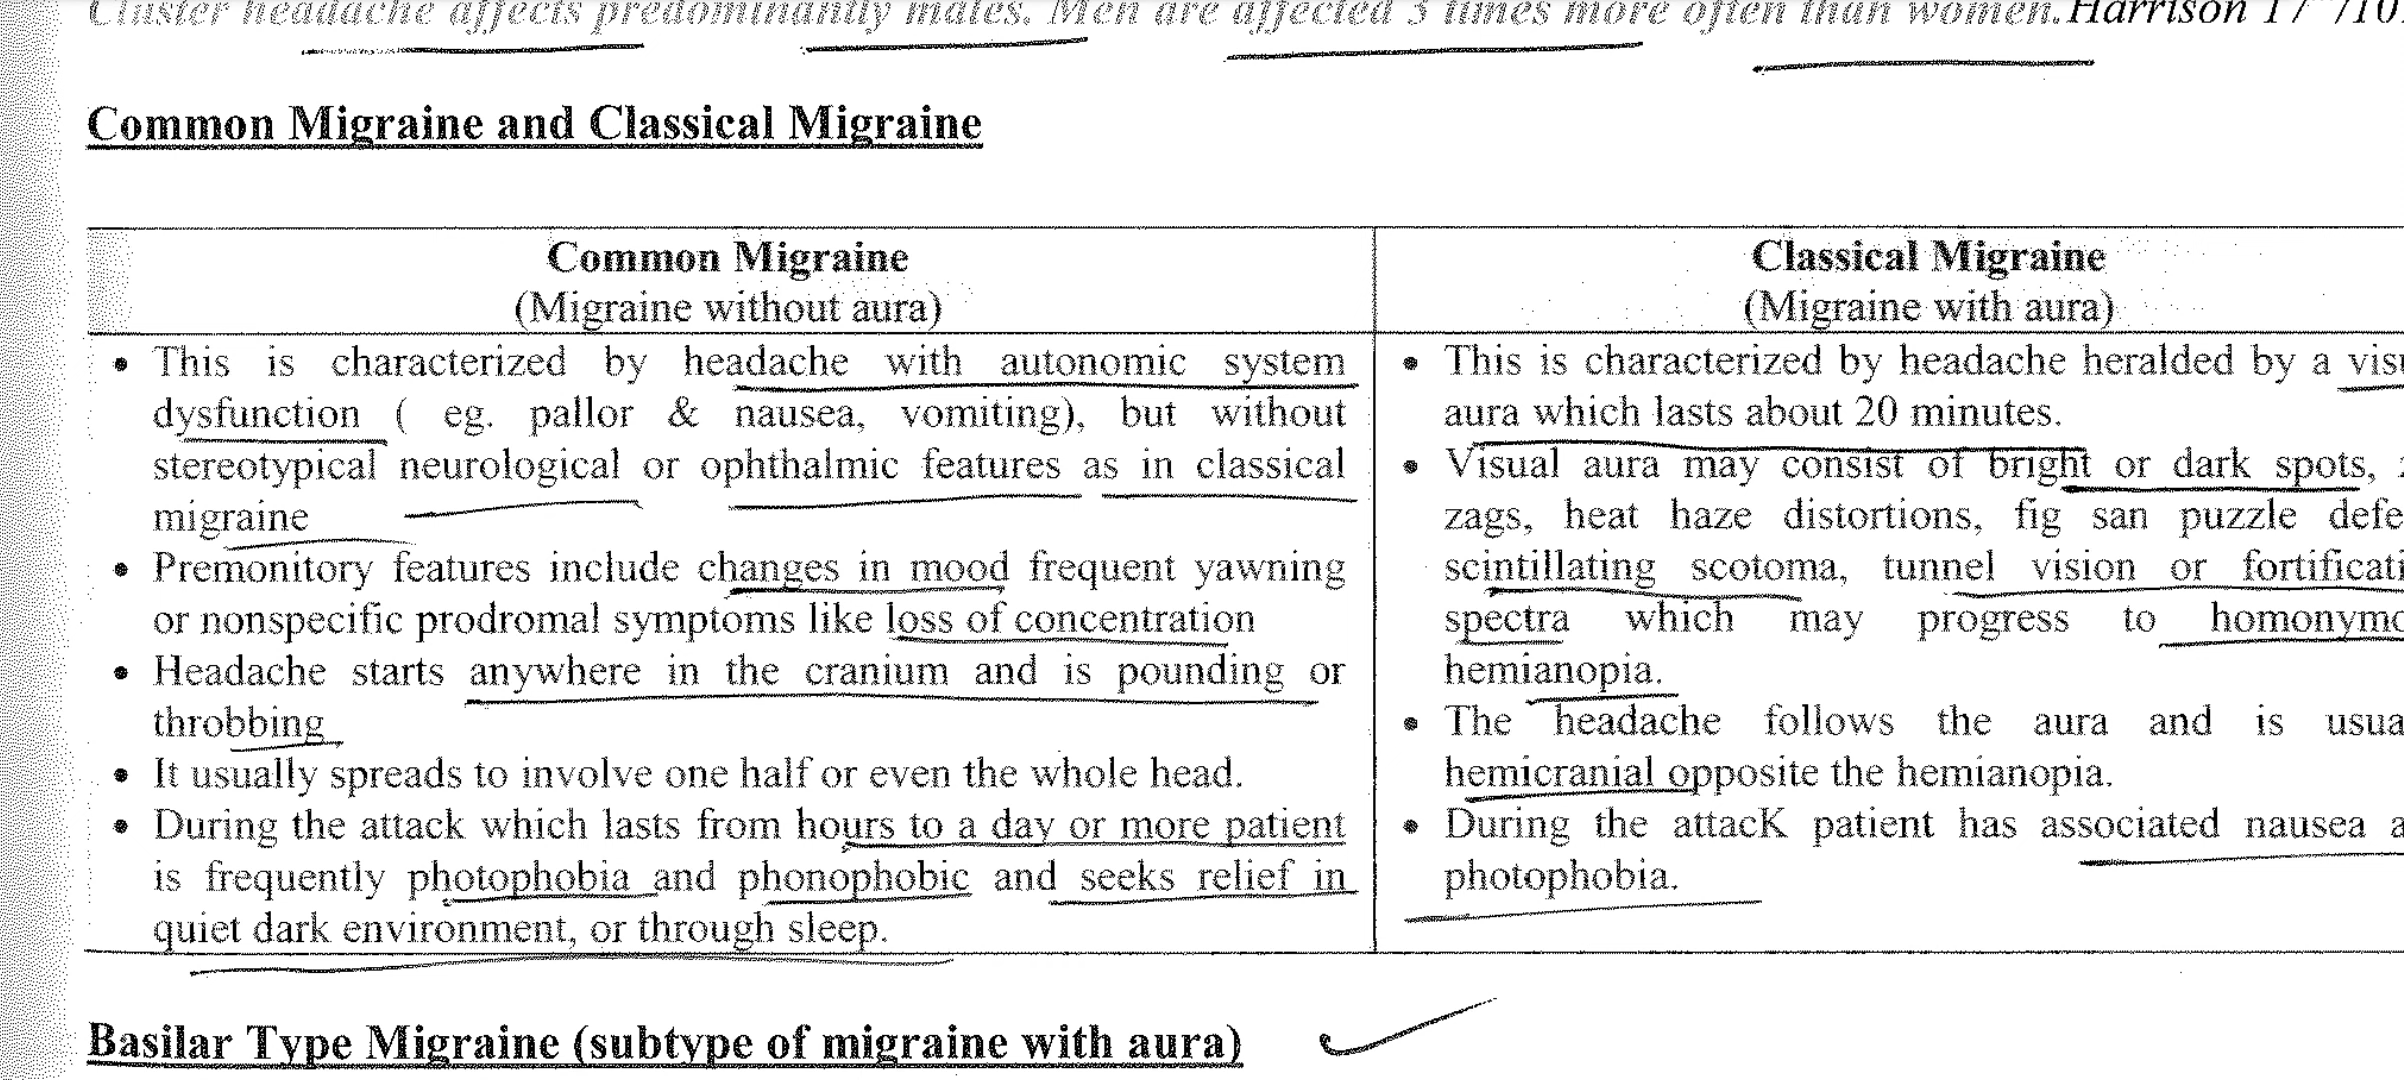 Cluster headache affects predominantly males. Men are affected 3 times more often than women. Harrison 17
Common Migraine and Classical Migraine
Common Migraine
(Migraine without aura)
This is characterized by headache with autonomic system
dysfunction ( eg. pallor & nausea, vomiting), but without
stereotypical neurological or ophthalmic features as in classical
migraine
Premonitory features include changes in mood frequent yawning
or nonspecific prodromal symptoms like loss of concentration
Headache starts anywhere in the cranium and is pounding or
throbbing
It usually spreads to involve one half or even the whole head.
During the attack which lasts from hours to a day or more patient
is frequently photophobia and phonophobic and seeks relief in
quiet dark environment, or through sleep.
Classical Migraine
(Migraine with aura)
This is characterized by headache heralded by a
aura which lasts about 20 minutes.
Visual aura may consist of bright or dark spots,
zags, heat haze distortions, fig san puzzle
scintillating scotoma, tunnel vision or
spectra which may progress to
hemianopia.
The headache follows the aura and is
hemicranial opposite the hemianopia.
During the attacK patient has associated nausea
photophobia.
Basilar Type Migraine (subtype of migraine with aura)